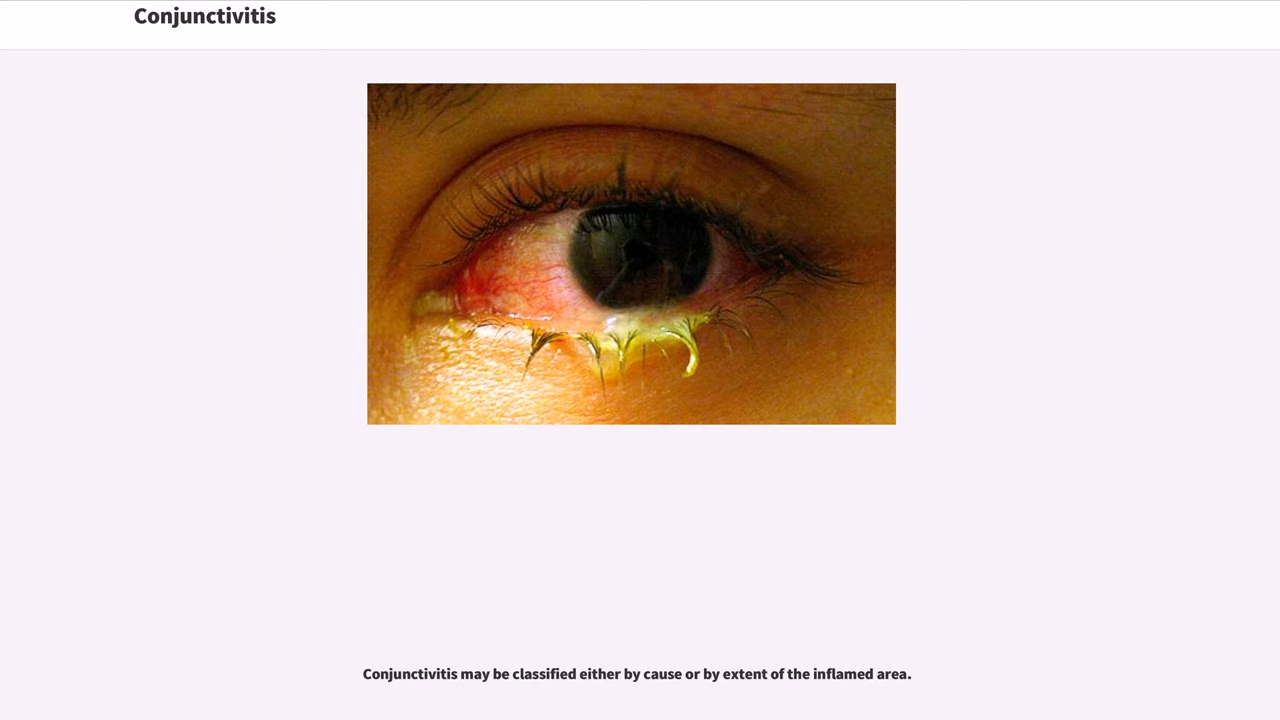 Conjunctivitis
Conjunctivitis may be classified either by cause or by extent of the inflamed area.